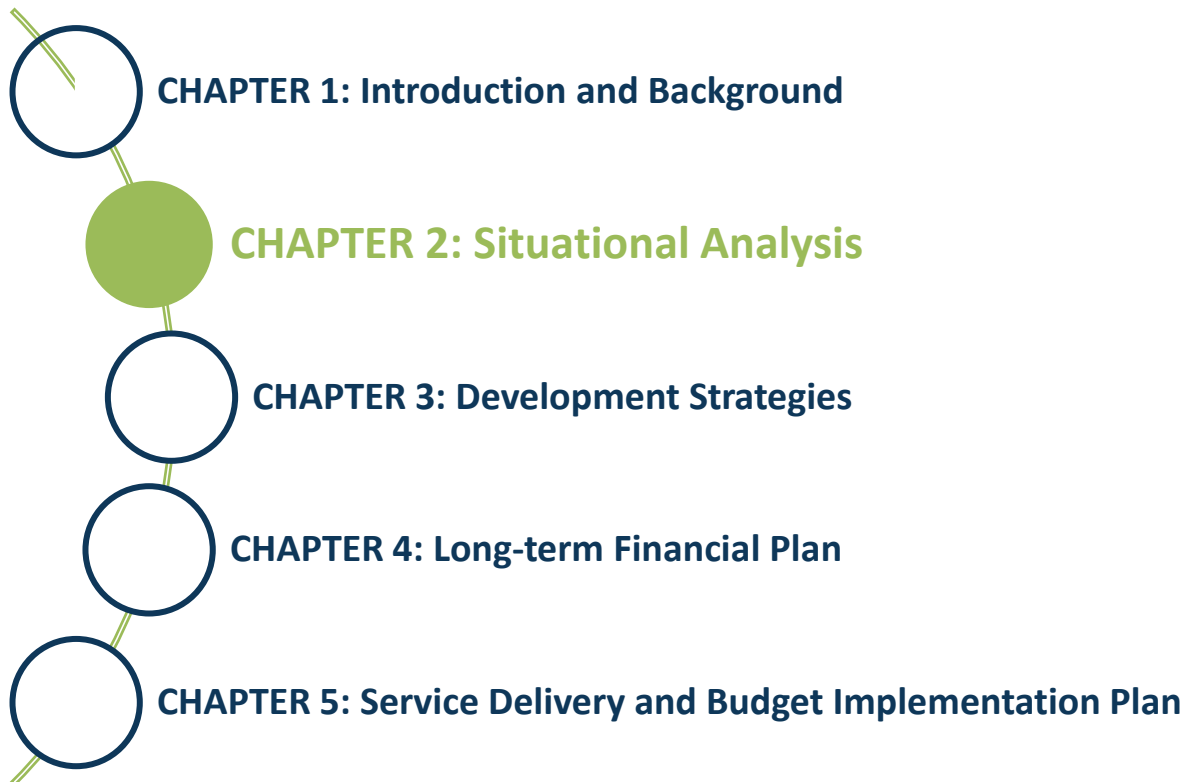 CHAPTER 1: Introduction and Background
CHAPTER 2: Situational Analysis
CHAPTER 3: Development Strategies
CHAPTER 4: Long-term Financial Plan
CHAPTER 5: Service Delivery and Budget Implementation Plan